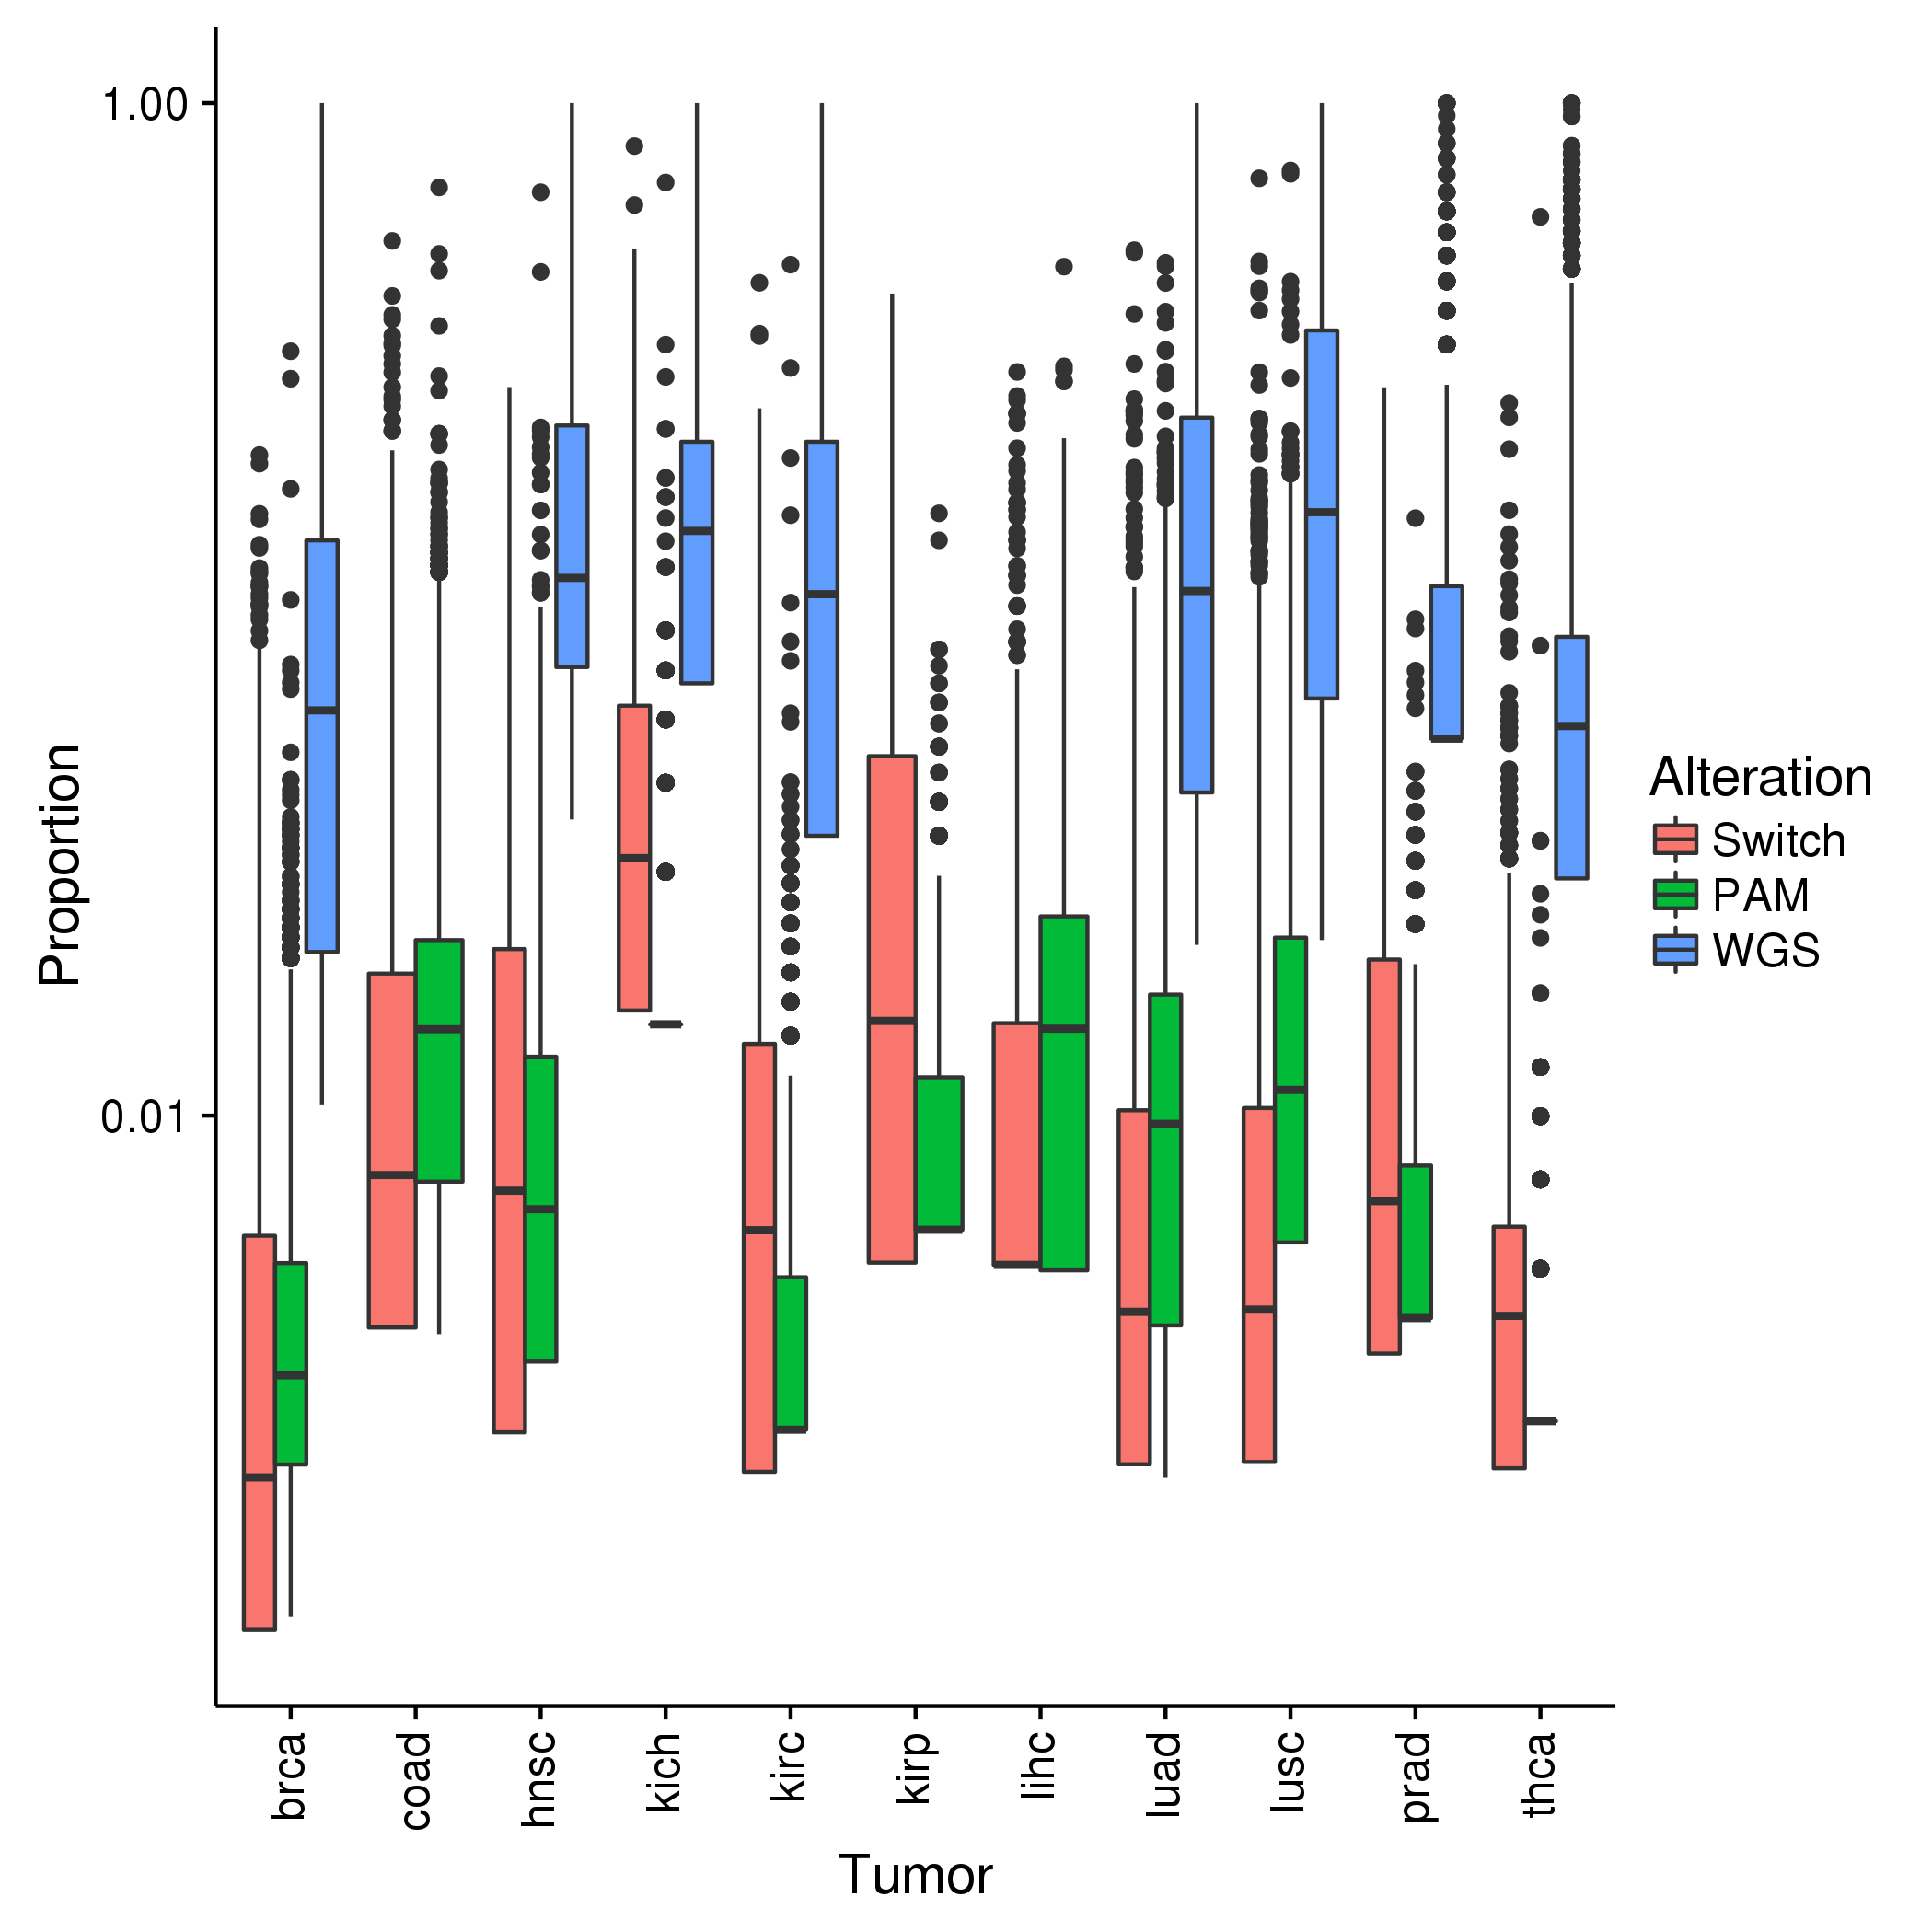 1.00
0.01
Proportion
brca
coad
hnsc
kich
kirc
kirp
lihc
luad
lusc
prad
thca
Tumor
Alteration
Switch
PAM
WGS